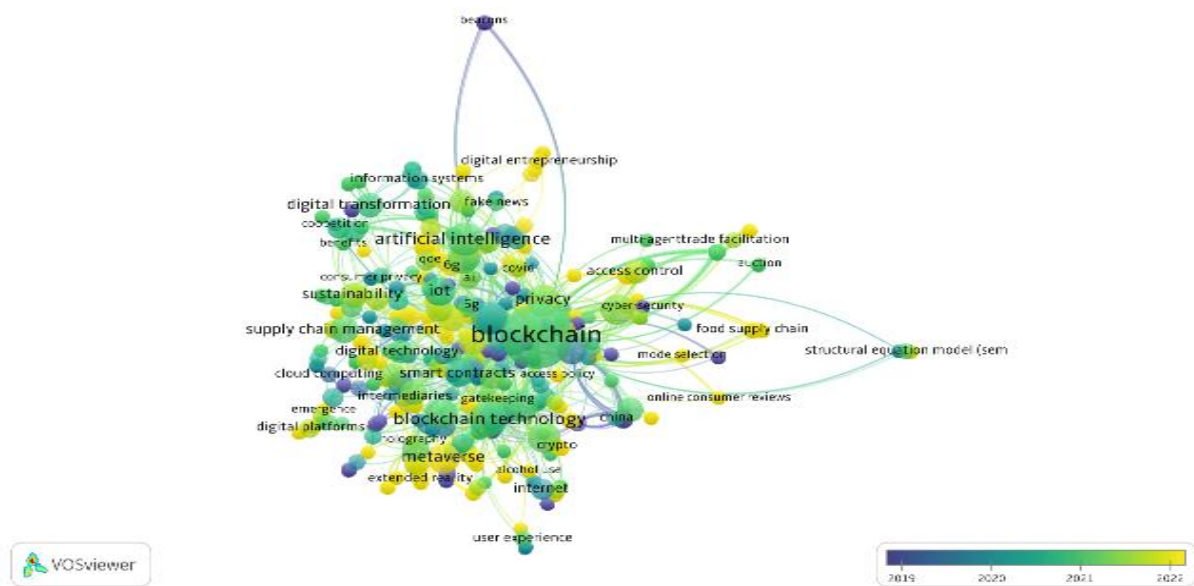 beacons
digital entrepreneurship
information systems
digital transformation
fake news
coopetition
benefits
artificial intelligence
multi agent
trade facilitation
qoe
6g
covid
access control
auction
consumer privacy
ai
iot
sustainability
5g
privacy
cyber security
supply chain management
blockchain
food supply chain
digital technology
mode selection
structural equation model (sem
cloud computing
smart contracts
access policy
intermediaries
gatekeeping
online consumer reviews
emergence
blockchain technology
china
digital platforms
holography
crypto
metaverse
alcohol use
extended reality
internet
user experience
VOSviewer
2019
2020
2021
2022